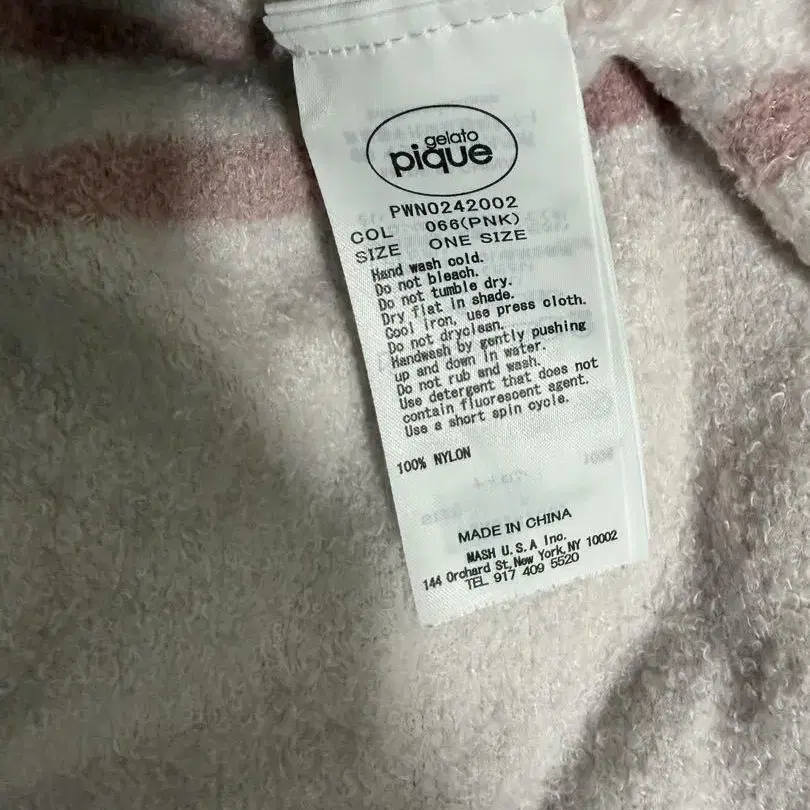 gelato
pique
PWN0242002
COL 066(PNK)
SIZE ONE SIZE
Hand wash cold.
Do not bleach.
Do not tumble dry.
Dry flat in shade.
Cool iron, use press cloth.
Do not dryclean.
Handwash by gently pushing
up and down in water.
Do not rub and wash.
Use detergent that does not
contain fluorescent agent.
Use a short spin cycle.
100% NYLON
MADE IN CHINA
MASH U.S.A Inc.
144 Orchard St,New York,NY 10002
TEL 917 409 5520